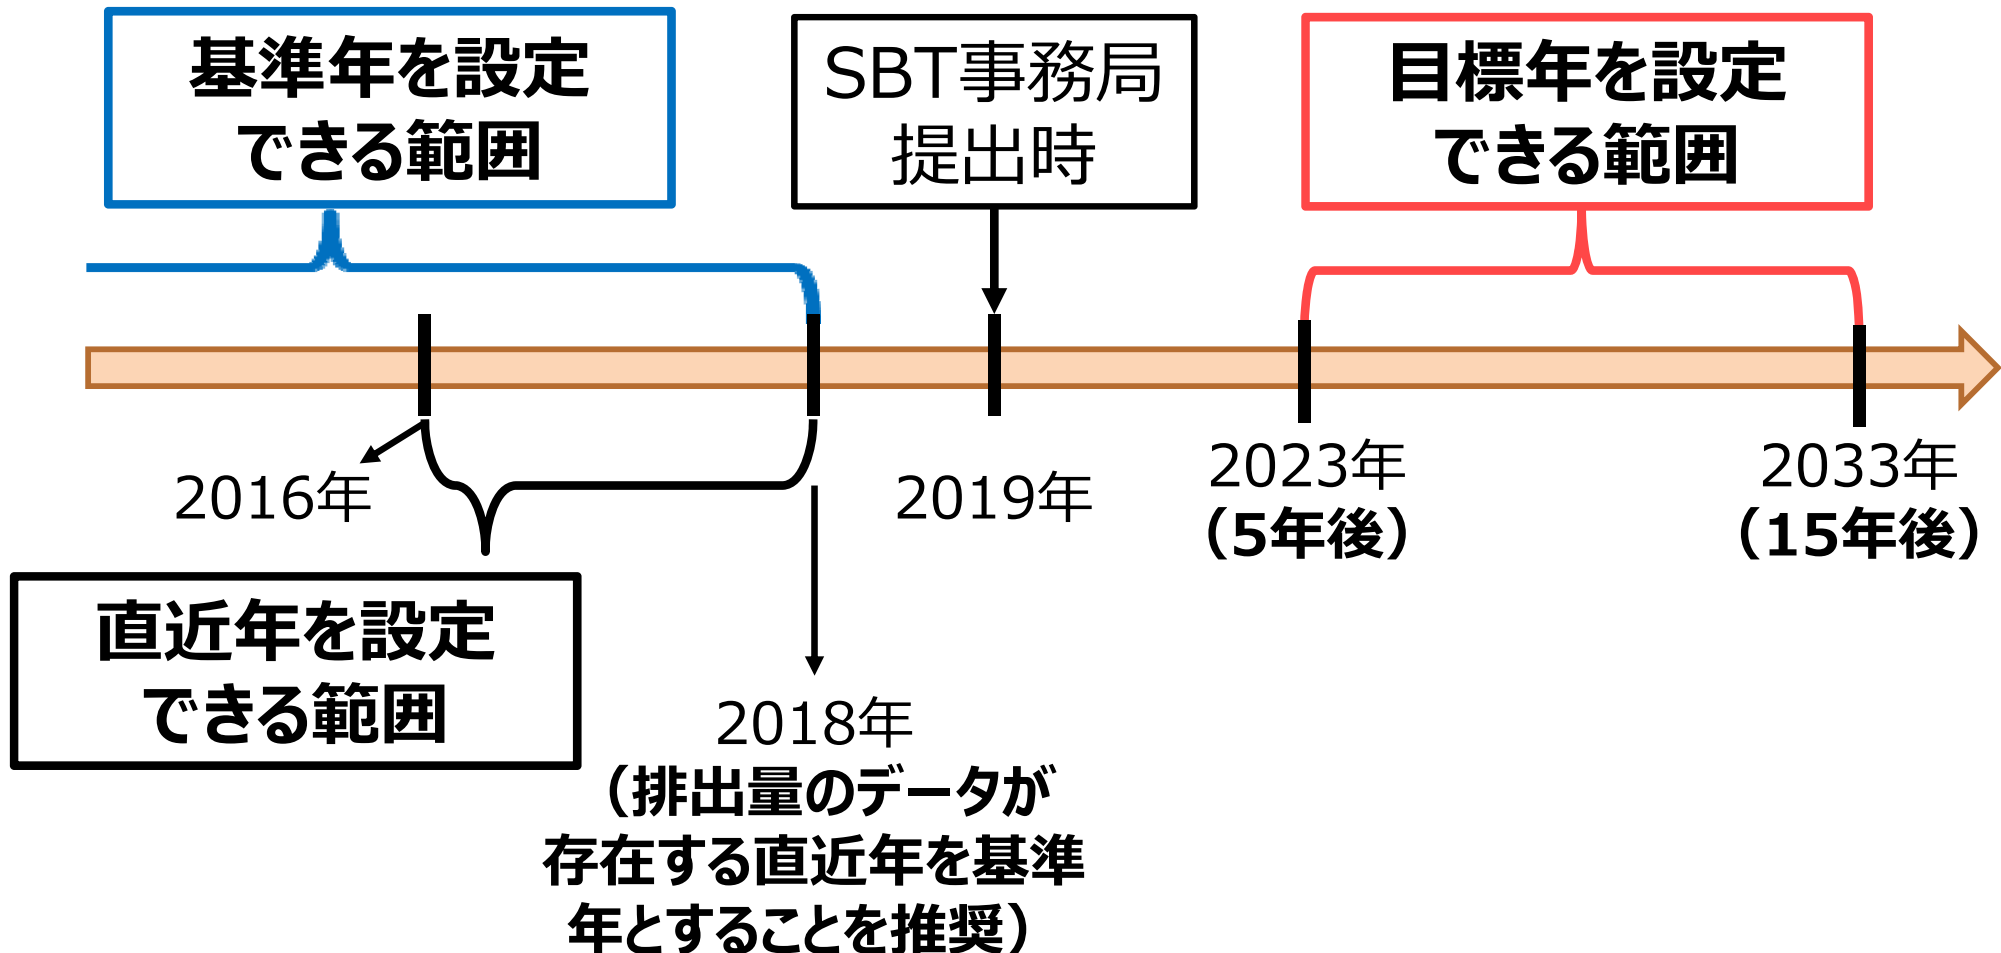 基準年を設定
できる範囲
SBT事務局
提出時
目標年を設定
できる範囲
2016年
2019年
2023年
（5年後）
2033年
（15年後）
直近年を設定
できる範囲
2018年
（排出量のデータが
存在する直近年を基準
年とすることを推奨）